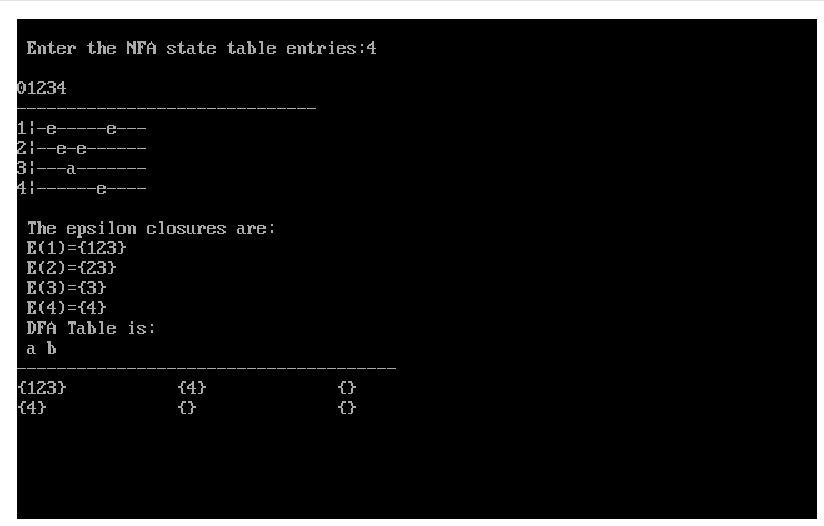 Enter the NFA state table entries:4
01234
------------------------------
1|-e-----e---
2|--e-e------
3|---a-------
4|------e----
The epsilon closures are:
E(1)={123}
E(2)={23}
E(3)={3}
E(4)={4}
DFA Table is:
a b
--------------------------------------
{123} {4} {}
{4} {} {}